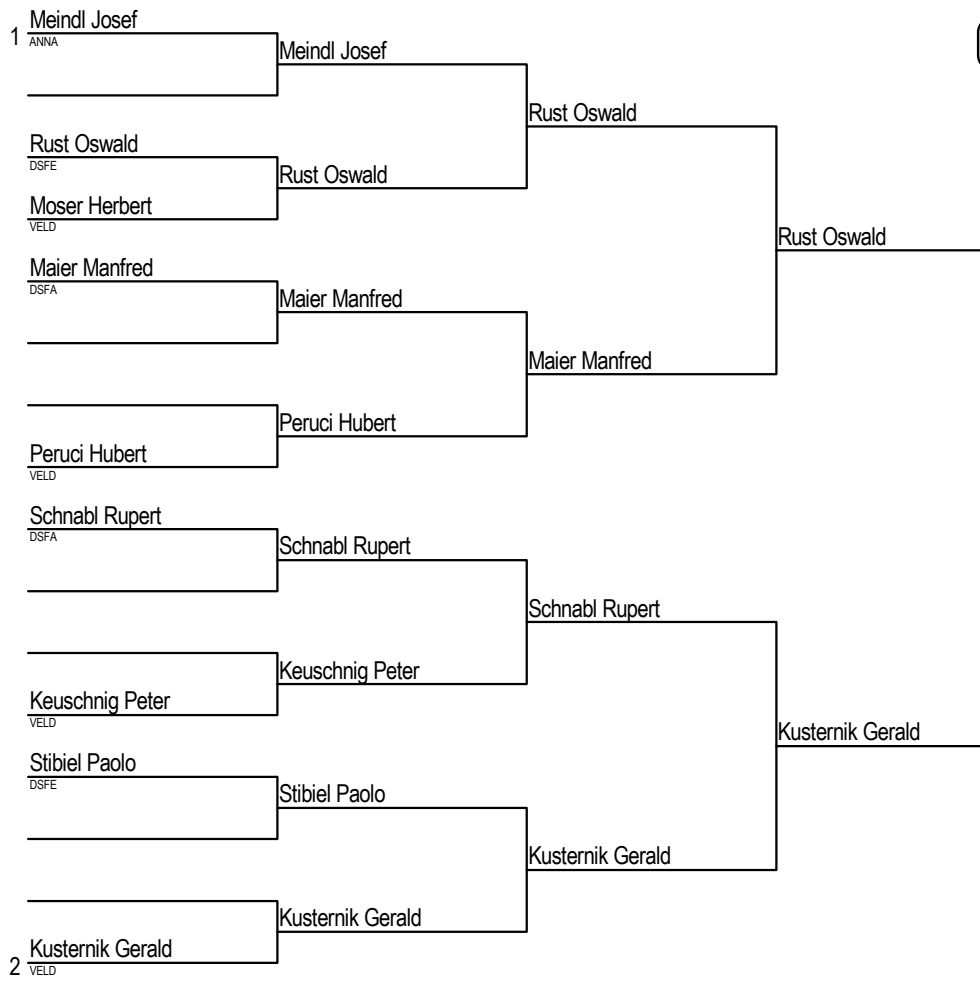 1
Meindl Josef
ANNA
Meindl Josef
Rust Oswald
Rust Oswald
DSFE
Rust Oswald
Moser Herbert
VELD
Rust Oswald
Maier Manfred
DSFA
Maier Manfred
Maier Manfred
Peruci Hubert
Peruci Hubert
VELD
Schnabl Rupert
DSFA
Schnabl Rupert
Schnabl Rupert
Keuschnig Peter
Keuschnig Peter
VELD
Kusternik Gerald
Stibiel Paolo
DSFE
Stibiel Paolo
Kusternik Gerald
Kusternik Gerald
2
Kusternik Gerald
VELD